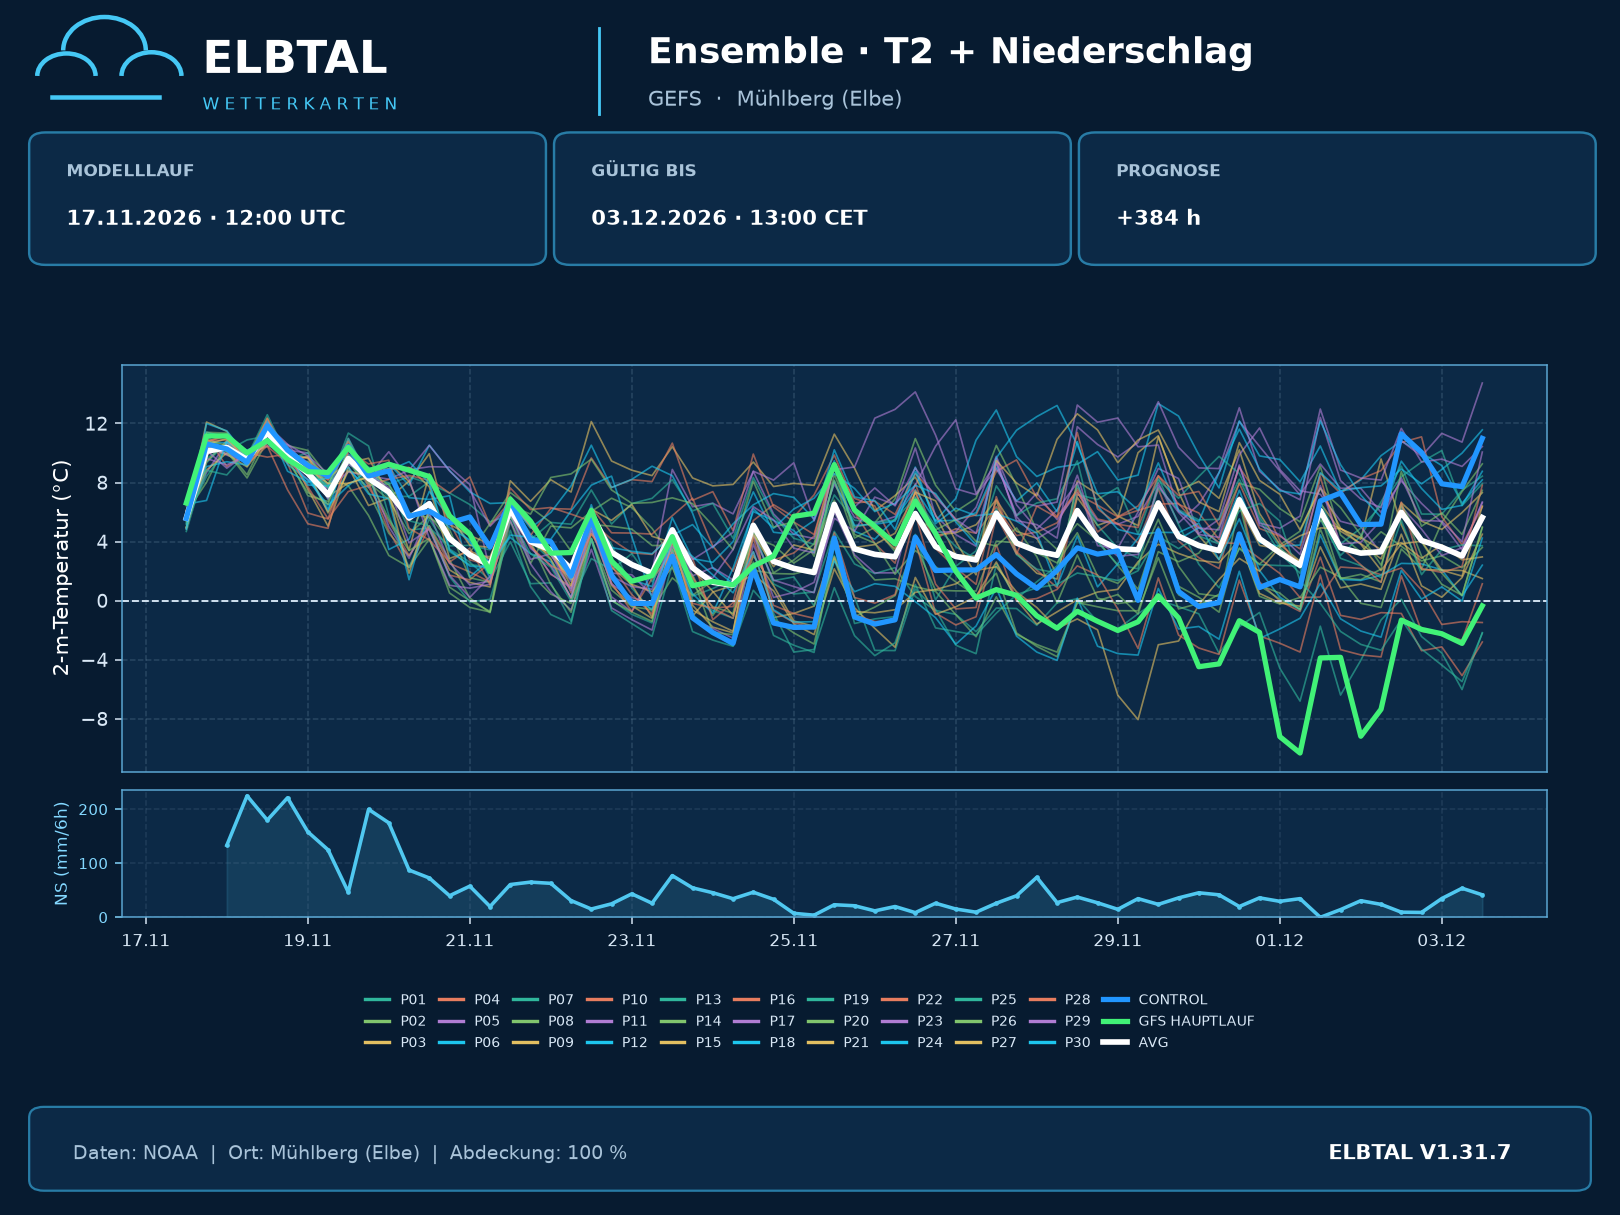 ELBTAL
WETTERKARTEN
Ensemble · T2 + Niederschlag
GEFS · Mühlberg (Elbe)
MODELLLAUF
17.11.2026 · 12:00 UTC
GÜLTIG BIS
03.12.2026 · 13:00 CET
PROGNOSE
+384 h
2-m-Temperatur (°C)
12
8
4
0
−4
−8
NS (mm/6h)
200
100
0
17.11 19.11 21.11 23.11 25.11 27.11 29.11 01.12 03.12
P01 P04 P07 P10 P13 P16 P19 P22 P25 P28 CONTROL
P02 P05 P08 P11 P14 P17 P20 P23 P26 P29 GFS HAUPTLAUF
P03 P06 P09 P12 P15 P18 P21 P24 P27 P30 AVG
Daten: NOAA | Ort: Mühlberg (Elbe) | Abdeckung: 100 %
ELBTAL V1.31.7